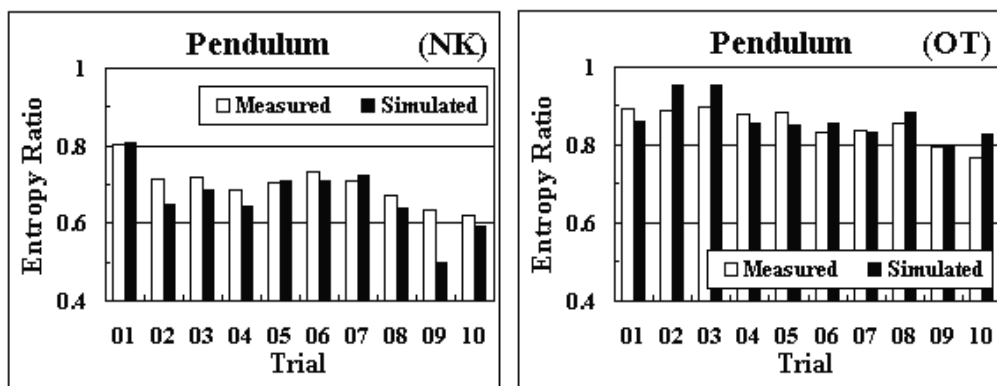 Pendulum (NK)
1
Measured Simulated
0.8
0.6
0.4
Entropy Ratio
01 02 03 04 05 06 07 08 09 10
Trial
Pendulum (OT)
1
0.8
0.6
Measured Simulated
0.4
Entropy Ratio
01 02 03 04 05 06 07 08 09 10
Trial